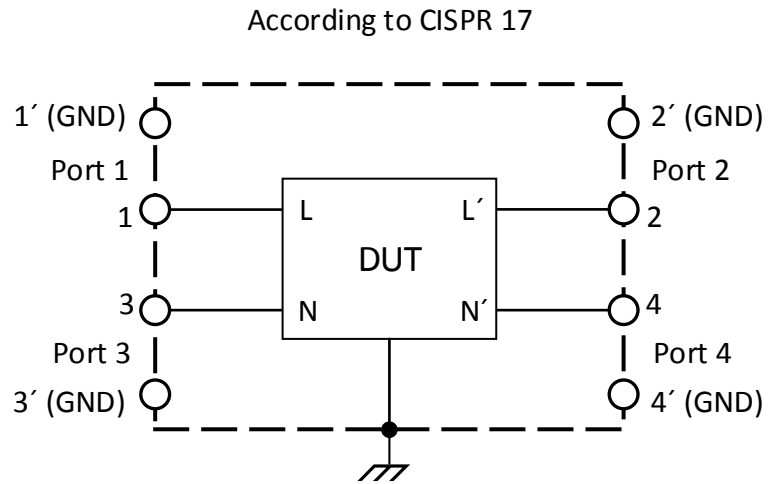 According to CISPR 17
1´ (GND)
2´ (GND)
Port 1
Port 2
1
L
L´
2
DUT
3
N
N´
4
Port 3
Port 4
3´ (GND)
4´ (GND)